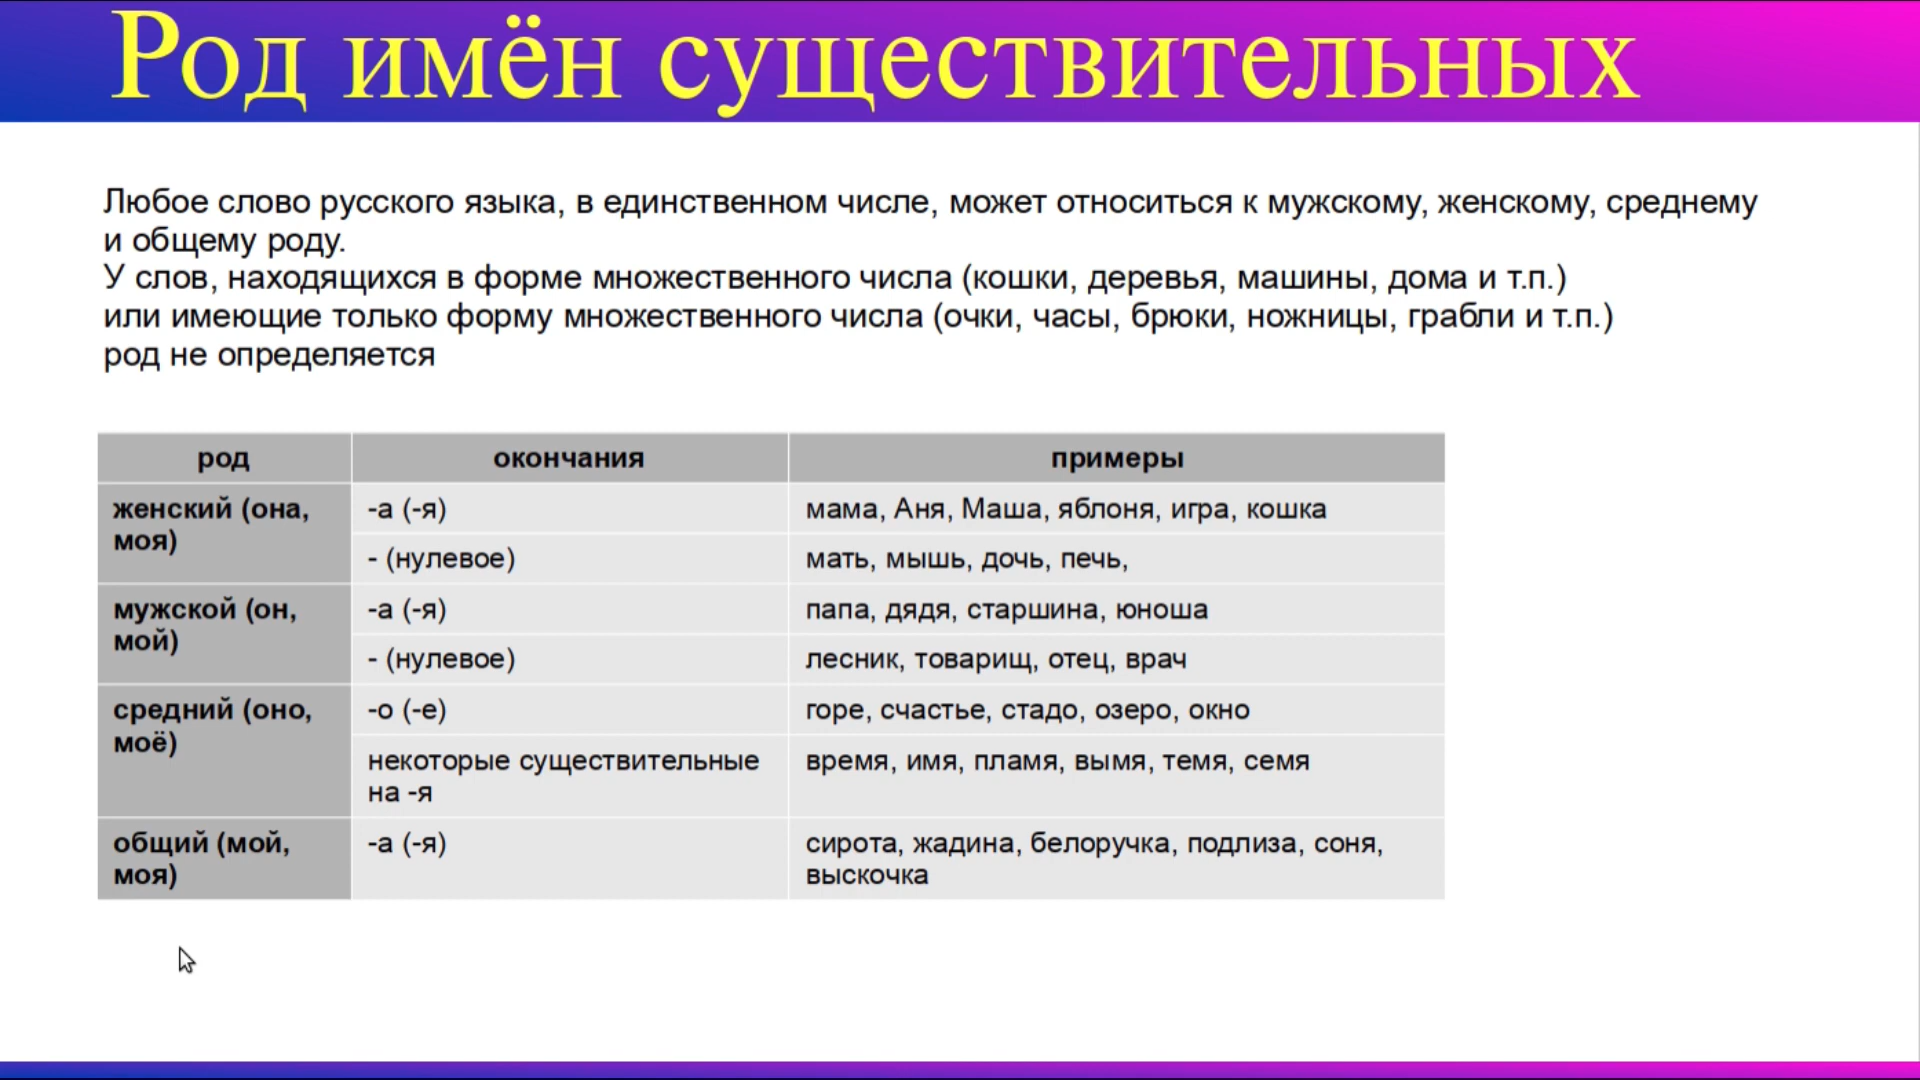 Род имён существительных
Любое слово русского языка, в единственном числе, может относиться к мужскому, женскому, среднему
и общему роду.
У слов, находящихся в форме множественного числа (кошки, деревья, машины, дома и т.п.)
или имеющие только форму множественного числа (очки, часы, брюки, ножницы, грабли и т.п.)
род не определяется
род окончания примеры
женский (она,
моя)
-а (-я) мама, Аня, Маша, яблоня, игра, кошка
- (нулевое) мать, мышь, дочь, печь,
мужской (он,
мой)
-а (-я) папа, дядя, старшина, юноша
- (нулевое) лесник, товарищ, отец, врач
средний (оно,
моё)
-о (-е) горе, счастье, стадо, озеро, окно
некоторые существительные
на -я
время, имя, пламя, вымя, темя, семя
общий (мой,
моя)
-а (-я)
сирота, жадина, белоручка, подлиза, соня,
выскочка